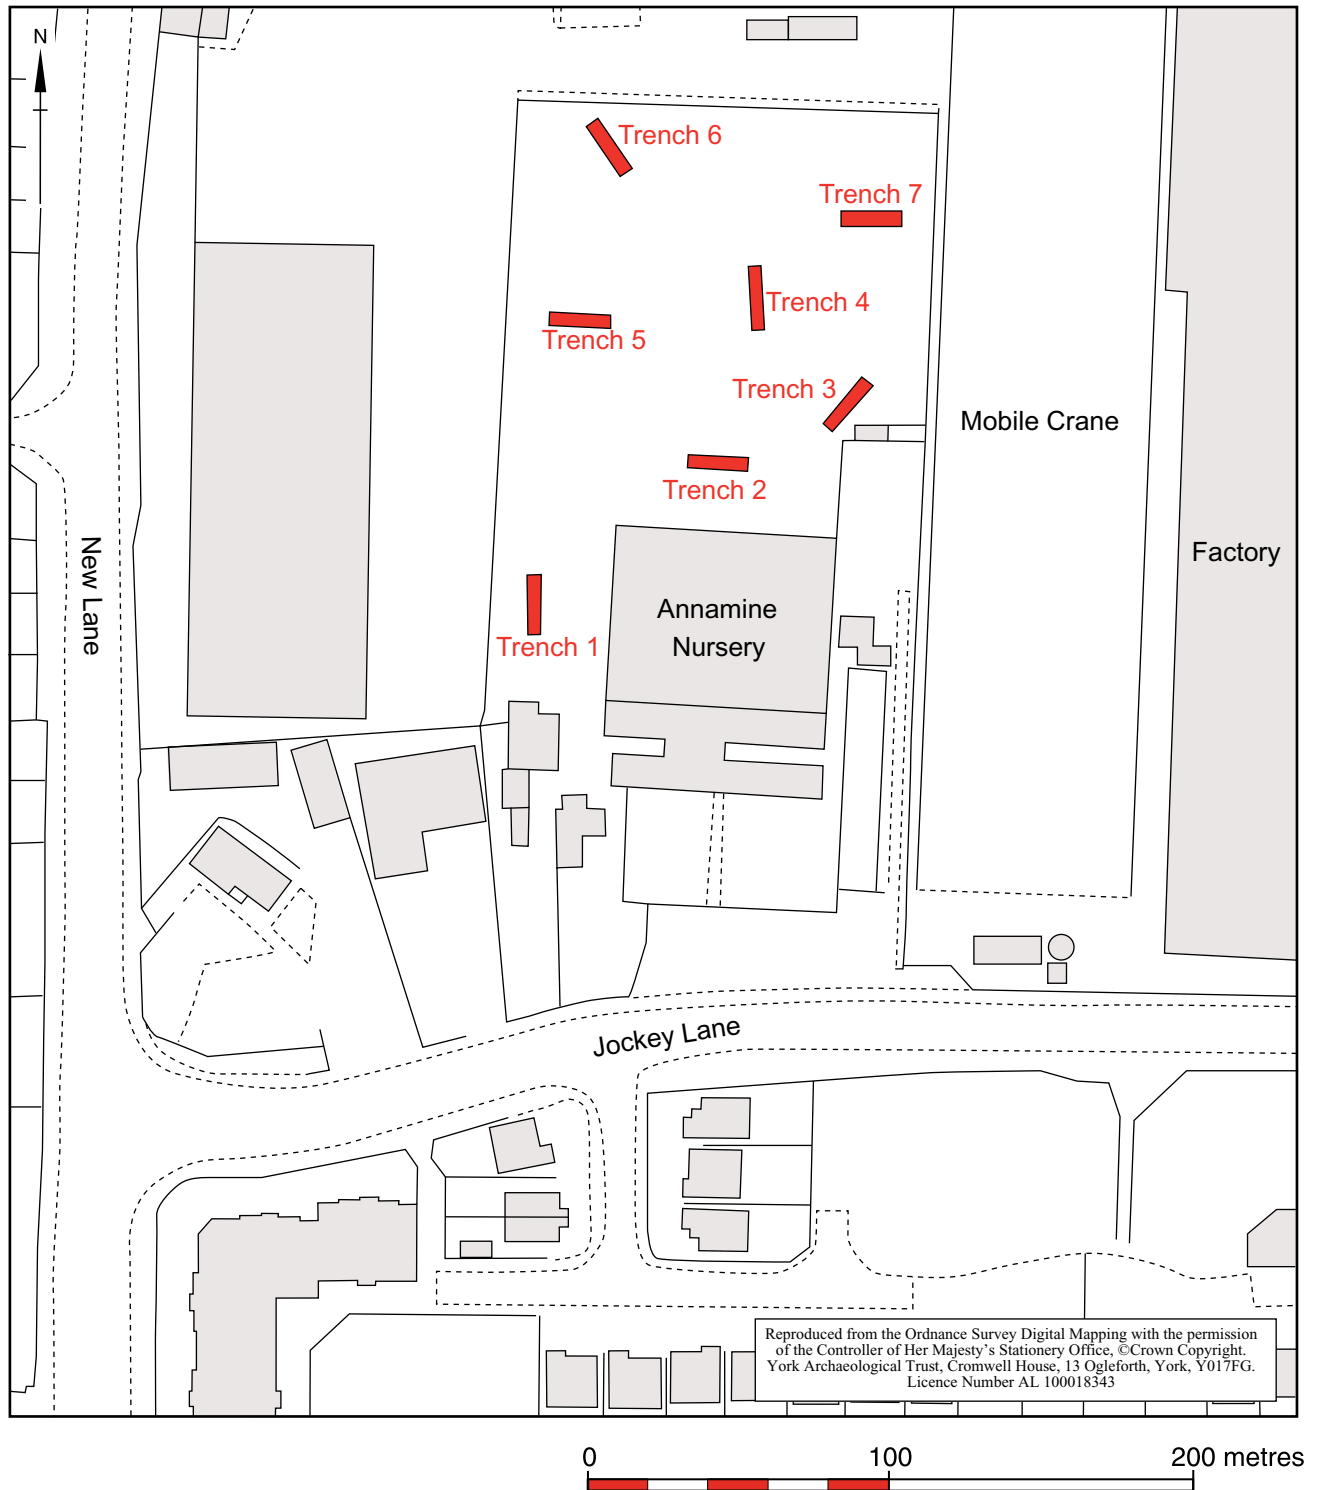 N
Trench 6
Trench 7
Trench 4
Trench 5
Trench 3
Mobile Crane
Trench 2
New Lane
Factory
Annamine
Nursery
Trench 1
Jockey Lane
Reproduced from the Ordnance Survey Digital Mapping with the permission
of the Controller of Her Majesty's Stationery Office, ©Crown Copyright.
York Archaeological Trust, Cromwell House, 13 Ogleforth, York, Y017FG.
Licence Number AL 100018343
0 100 200 metres